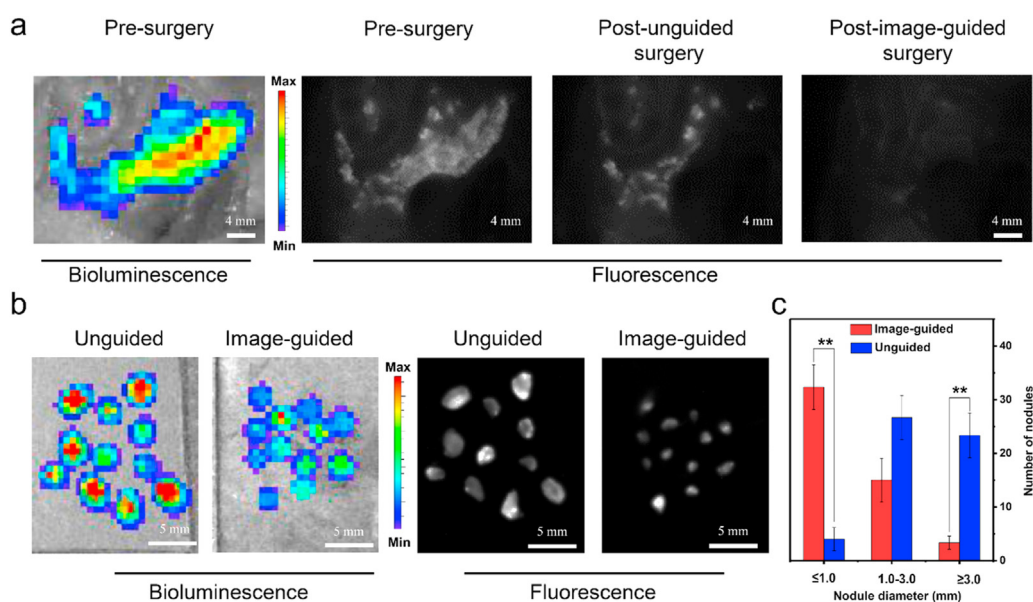 a
Pre-surgery
Pre-surgery
Post-unguided
surgery
Post-image-guided
surgery
Max
Min
4 mm
4 mm
4 mm
4 mm
Bioluminescence
Fluorescence
b
Unguided
Image-guided
Unguided
Image-guided
Max
Min
5 mm
5 mm
5 mm
5 mm
Bioluminescence
Fluorescence
c
Image-guided
Unguided
**
**
40
30
20
10
0
Number of nodules
≤1.0
1.0-3.0
≥3.0
Nodule diameter (mm)